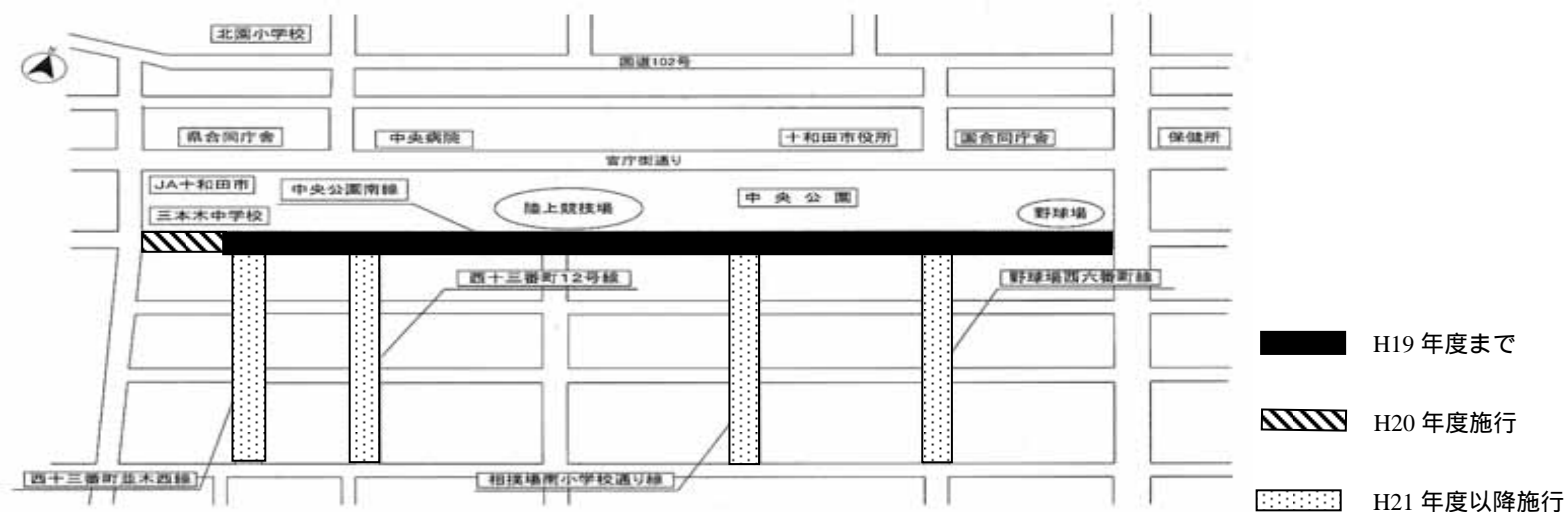 北園小学校
国道102号
県合同庁舎
中央病院
十和田市役所
国合同庁舎
保健所
官庁街通り
JA十和田市
中央公園南線
陸上競技場
中央公園
野球場
三本木中学校
西十三番町12号線
野球場西六番町線
西十三番町並木西線
相撲場南小学校通り線
H19 年度まで
H20 年度施行
H21 年度以降施行